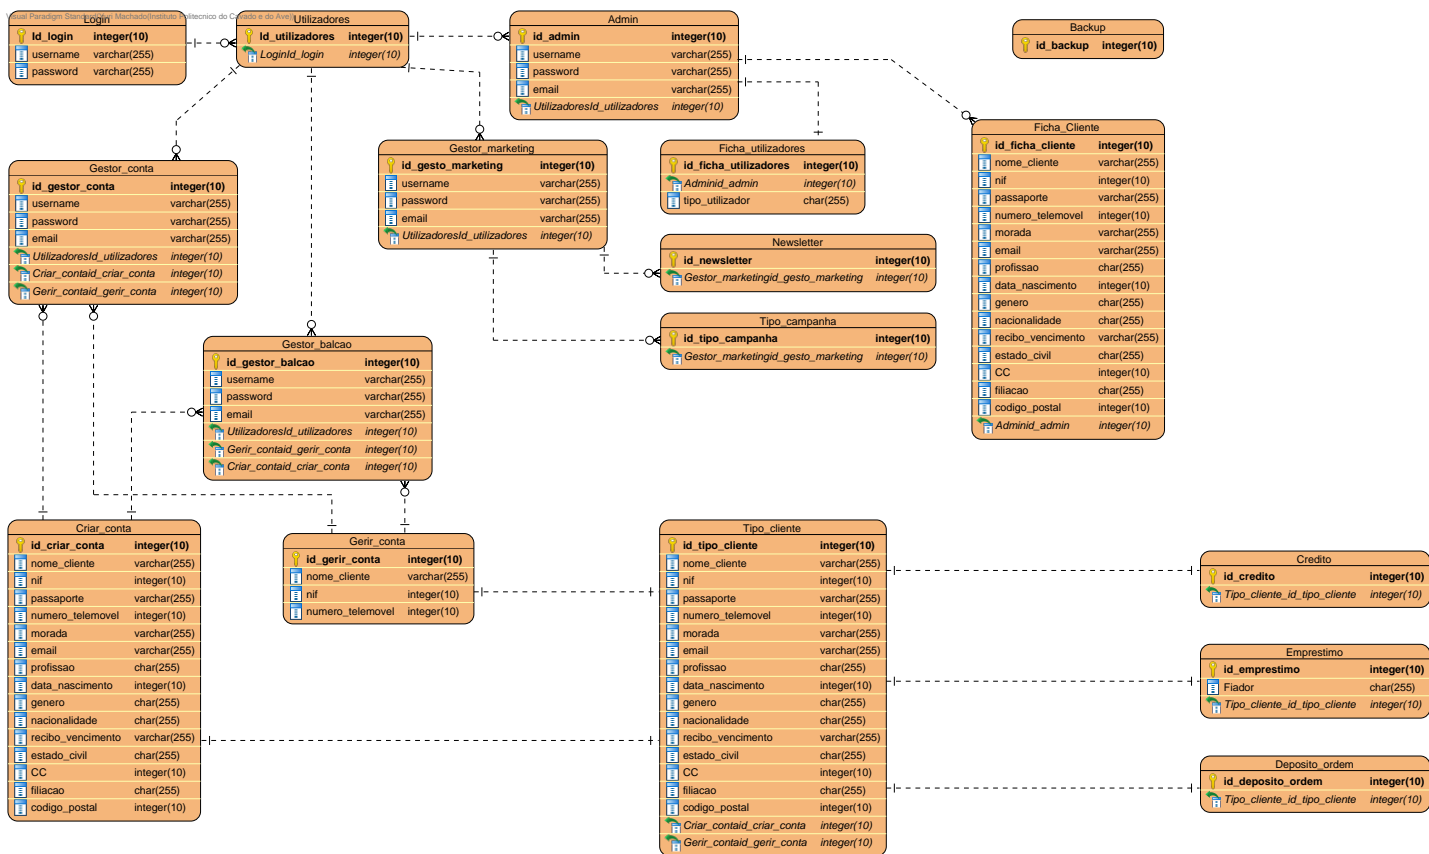 Visual Paradigm Standard
Machado(Instituto Politecnico do Cavado e do Ave)
Login
Id_login integer(10)
username varchar(255)
password varchar(255)
Utilizadores
Id_utilizadores integer(10)
LoginId_login integer(10)
Admin
id_admin integer(10)
username varchar(255)
password varchar(255)
email varchar(255)
UtilizadoresId_utilizadores integer(10)
Backup
id_backup integer(10)
Gestor_conta
id_gestor_conta integer(10)
username varchar(255)
password varchar(255)
email varchar(255)
UtilizadoresId_utilizadores integer(10)
Criar_contaid_criar_conta integer(10)
Gerir_contaid_gerir_conta integer(10)
Gestor_marketing
id_gesto_marketing integer(10)
username varchar(255)
password varchar(255)
email varchar(255)
UtilizadoresId_utilizadores integer(10)
Ficha_utilizadores
id_ficha_utilizadores integer(10)
Adminid_admin integer(10)
tipo_utilizador char(255)
Newsletter
id_newsletter integer(10)
Gestor_marketingid_gesto_marketing integer(10)
Tipo_campanha
id_tipo_campanha integer(10)
Gestor_marketingid_gesto_marketing integer(10)
Ficha_Cliente
id_ficha_cliente integer(10)
nome_cliente varchar(255)
nif integer(10)
passaporte varchar(255)
numero_telemovel integer(10)
morada varchar(255)
email varchar(255)
profissao char(255)
data_nascimento integer(10)
genero char(255)
nacionalidade char(255)
recibo_vencimento varchar(255)
estado_civil char(255)
CC integer(10)
filiacao char(255)
codigo_postal integer(10)
Adminid_admin integer(10)
Gestor_balcao
id_gestor_balcao integer(10)
username varchar(255)
password varchar(255)
email varchar(255)
UtilizadoresId_utilizadores integer(10)
Gerir_contaid_gerir_conta integer(10)
Criar_contaid_criar_conta integer(10)
Criar_conta
id_criar_conta integer(10)
nome_cliente varchar(255)
nif integer(10)
passaporte varchar(255)
numero_telemovel integer(10)
morada varchar(255)
email varchar(255)
profissao char(255)
data_nascimento integer(10)
genero char(255)
nacionalidade char(255)
recibo_vencimento varchar(255)
estado_civil char(255)
CC integer(10)
filiacao char(255)
codigo_postal integer(10)
Gerir_conta
id_gerir_conta integer(10)
nome_cliente varchar(255)
nif integer(10)
numero_telemovel integer(10)
Tipo_cliente
id_tipo_cliente integer(10)
nome_cliente varchar(255)
nif integer(10)
passaporte varchar(255)
numero_telemovel integer(10)
morada varchar(255)
email varchar(255)
profissao char(255)
data_nascimento integer(10)
genero char(255)
nacionalidade char(255)
recibo_vencimento varchar(255)
estado_civil char(255)
CC integer(10)
filiacao char(255)
codigo_postal integer(10)
Criar_contaid_criar_conta integer(10)
Gerir_contaid_gerir_conta integer(10)
Credito
id_credito integer(10)
Tipo_cliente_id_tipo_cliente integer(10)
Emprestimo
id_emprestimo integer(10)
Fiador char(255)
Tipo_cliente_id_tipo_cliente integer(10)
Deposito_ordem
id_deposito_ordem integer(10)
Tipo_cliente_id_tipo_cliente integer(10)